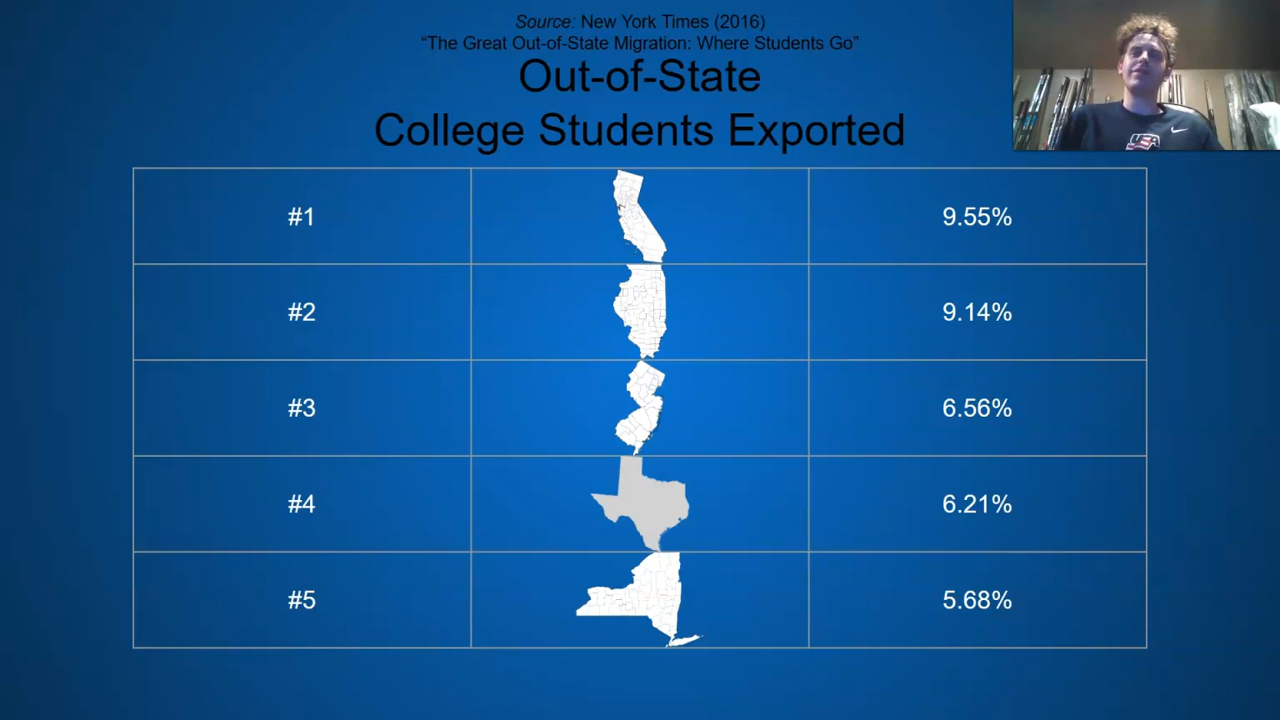 Source: New York Times (2016)
“The Great Out-of-State Migration: Where Students Go”
Out-of-State
College Students Exported
#1 9.55%
#2 9.14%
#3 6.56%
#4 6.21%
#5 5.68%
USA